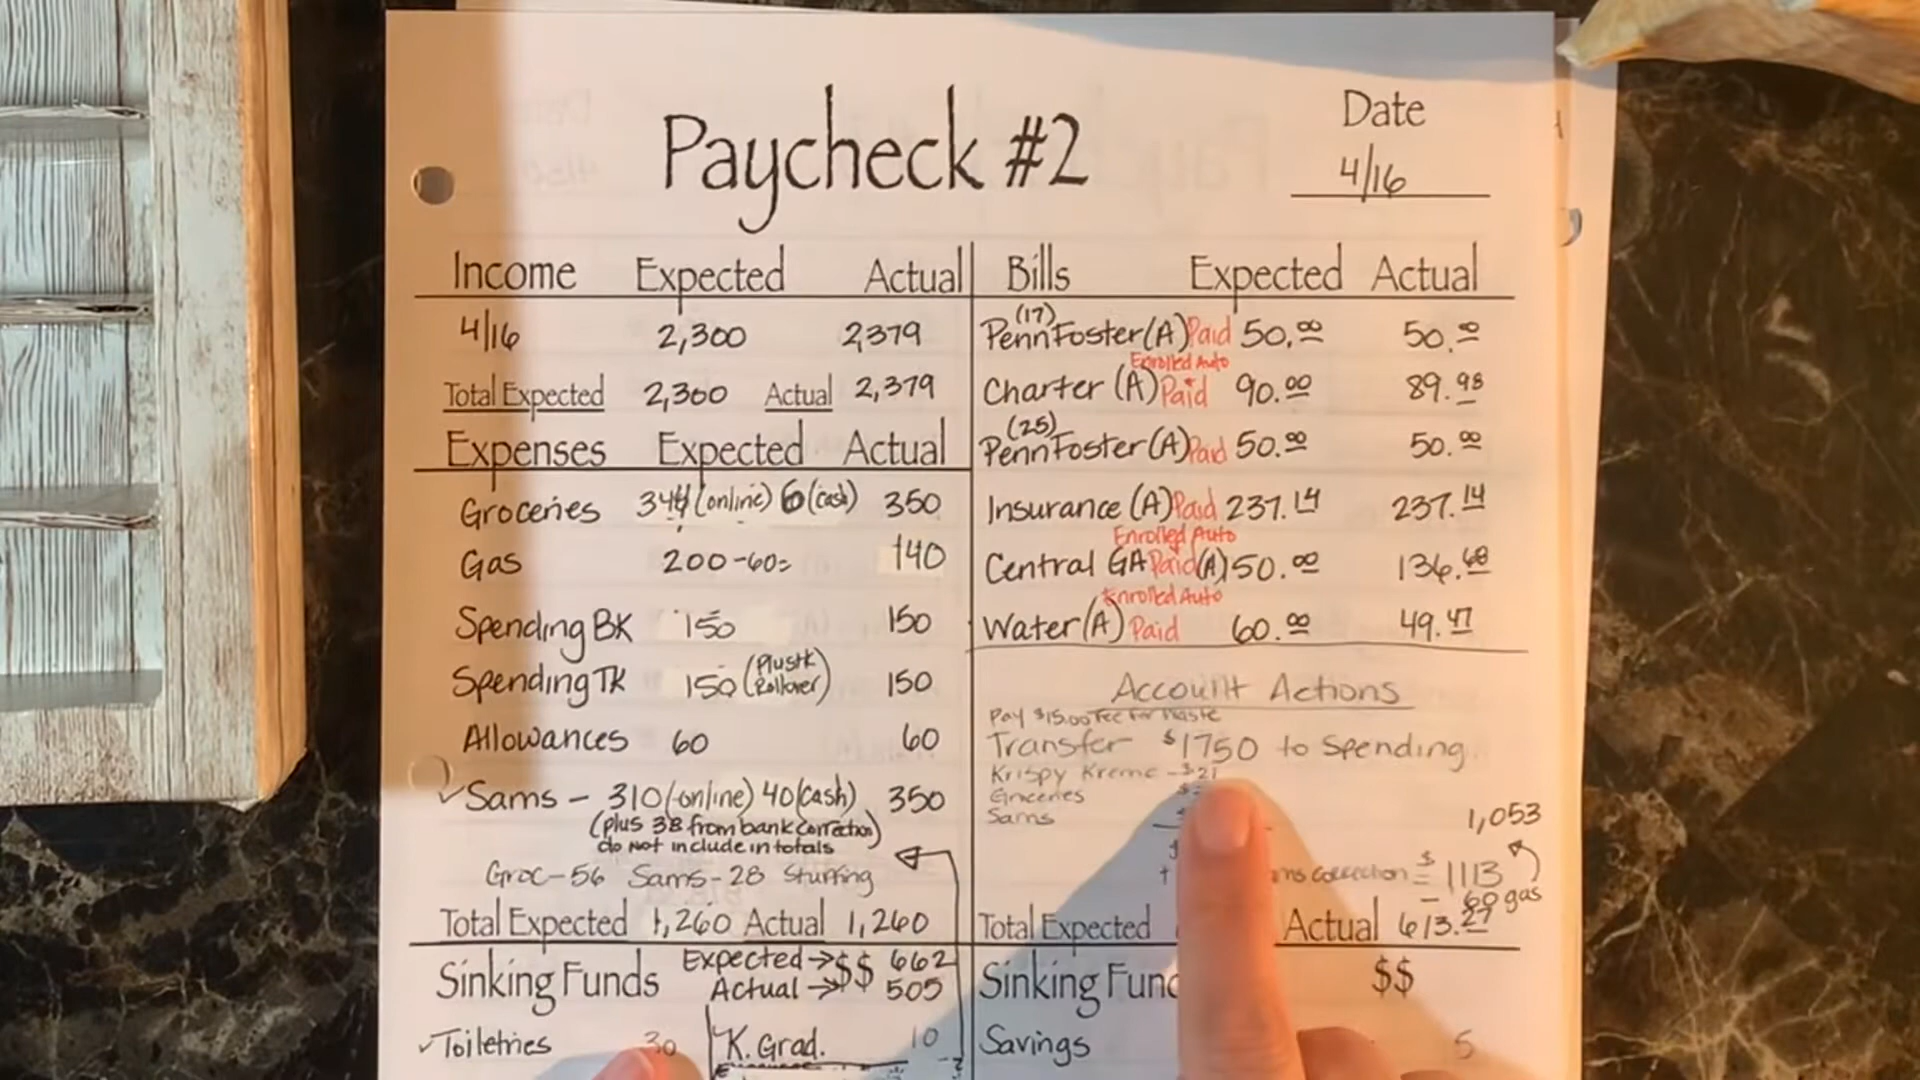 Paycheck #2
Date
4/16
Income Expected Actual
4/16 2,300 2,379
Total Expected 2,300 Actual 2,379
Expenses Expected Actual
Groceries 344 (online) 6 (cash) 350
Gas 200-60= 140
Spending BK 150 150
Spending TK 150 (Plus TK Rollover) 150
Allowances 60 60
✓Sams - 310 (online) 40 (cash) 350
(plus 38 from bank correction)
do not include in totals
Groc-56 Sams-28 Stuffing
Total Expected 1,260 Actual 1,260
Sinking Funds Expected→$$ 662
Actual→ 505
✓Toiletries 30
K. Grad. 10
Bills Expected Actual
(17)
Penn Foster (A) Paid 50.00 50.00
Enrolled Auto
Charter (A) Paid 90.00 89.98
(25)
Penn Foster (A) Paid 50.00 50.00
Insurance (A) Paid 237.14 237.14
Enrolled Auto
Central GA Paid (A) 50.00 136.68
Enrolled Auto
Water (A) Paid 60.00 49.47
Account Actions
Pay $15.00 Fee for Waste
Transfer $1750 to Spending
Krispy Kreme -$21
Groceries
Sams
1,053
correction = $1113
- 60 gas
Total Expected Actual 613.27
Sinking Func $$
Savings 5